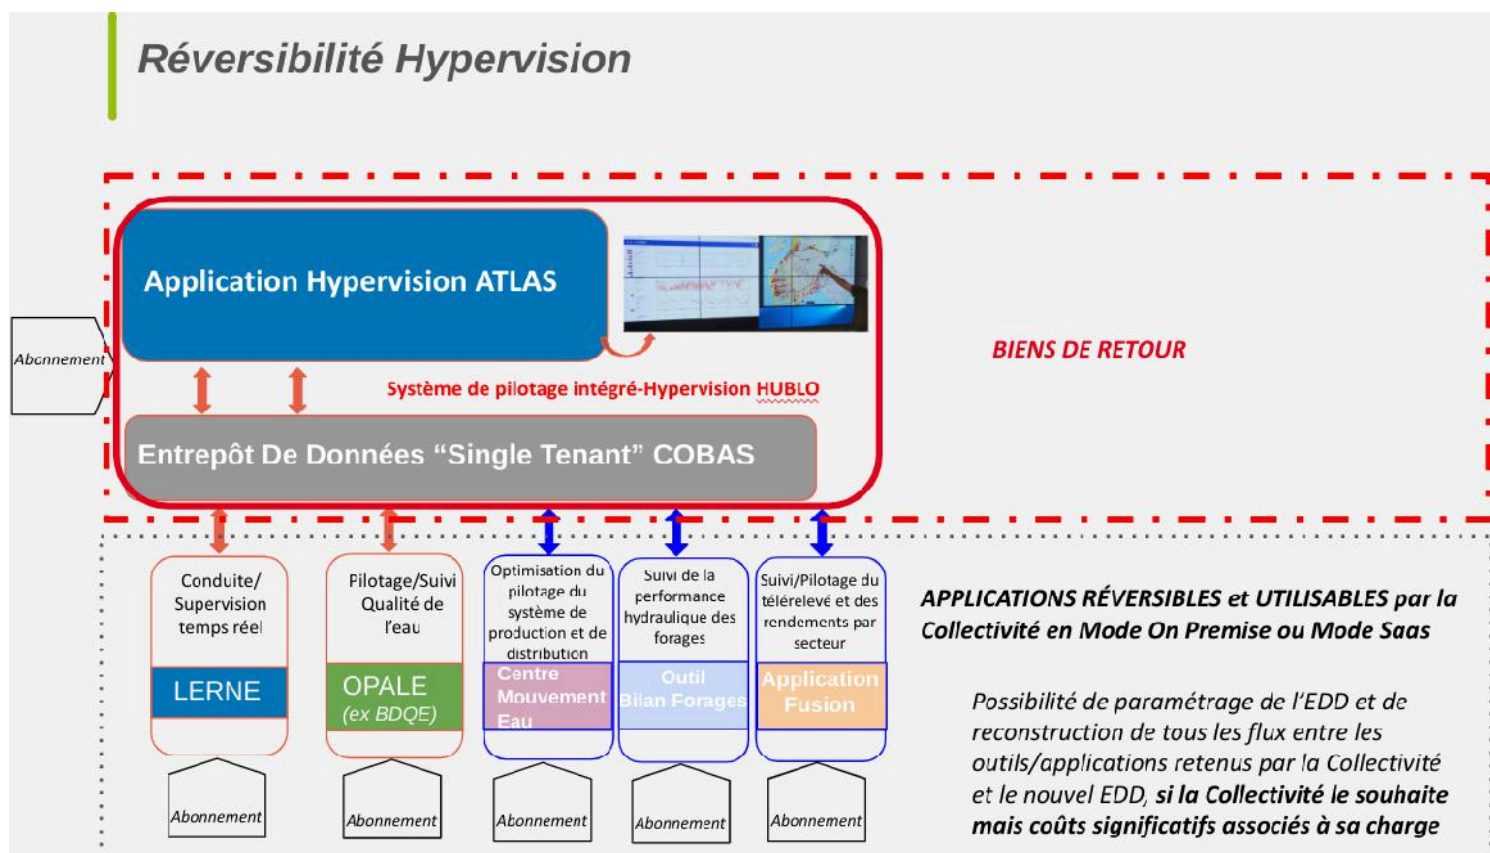 Réversibilité Hypervision
Application Hypervision ATLAS
Abonnement
BIENS DE RETOUR
Système de pilotage intégré-Hypervision HUBLO
Entrepôt De Données “Single Tenant” COBAS
Conduite/
Supervision
temps réel
LERNE
Abonnement
Pilotage/Suivi
Qualité de
l’eau
OPALE
(ex BDQE)
Abonnement
Optimisation du
pilotage du
système de
production et de
distribution
Centre
Mouvement
Eau
Abonnement
Suivi de la
performance
hydraulique des
forages
Outil
Bilan Forages
Abonnement
Suivi/Pilotage du
télérelevé et des
rendements par
secteur
Application
Fusion
Abonnement
APPLICATIONS RÉVERSIBLES et UTILISABLES par la
Collectivité en Mode On Premise ou Mode Saas
Possibilité de paramétrage de l’EDD et de
reconstruction de tous les flux entre les
outils/applications retenus par la Collectivité
et le nouvel EDD, si la Collectivité le souhaite
mais coûts significatifs associés à sa charge